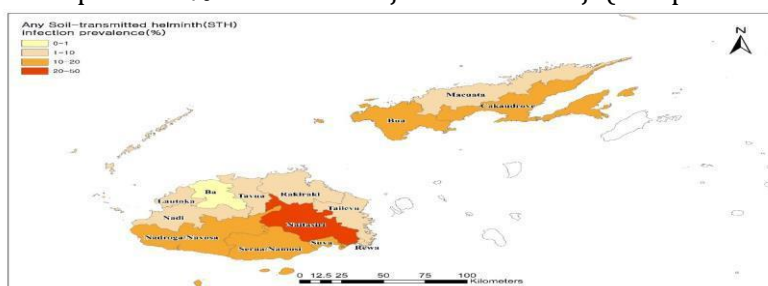 Any Soil-transmitted helminth(STH)
infection prevalence(%)
0-1
1-10
10-20
20-50
N
Macuata
Cakaudrove
Bua
Ba
Tavua
Rakiraki
Lautoka
Tailevu
Nadi
Naitasiri
Nadroga/Navosa
Suva
Serua/Namosi
Rewa
0 12.5 25 50 75 100
Kilometers